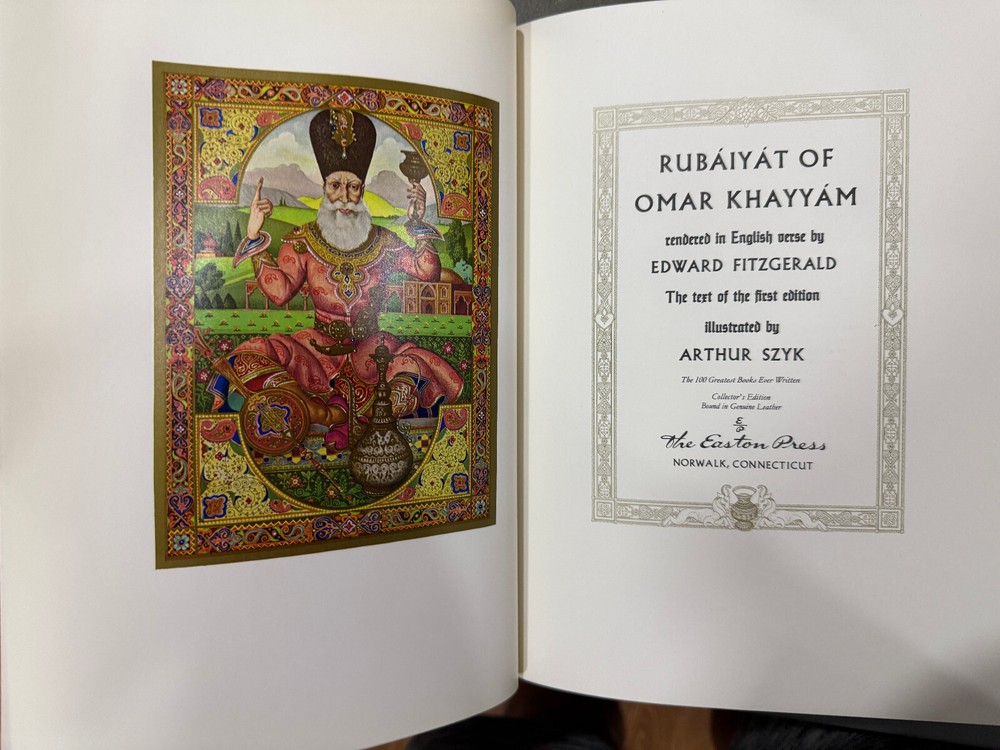 RUBÁIYÁT OF
OMAR KHAYYÁM
rendered in English verse by
EDWARD FITZGERALD
The text of the first edition
illustrated by
ARTHUR SZYK
The 100 Greatest Books Ever Written
Collector's Edition
Bound in Genuine Leather
The Easton Press
NORWALK, CONNECTICUT